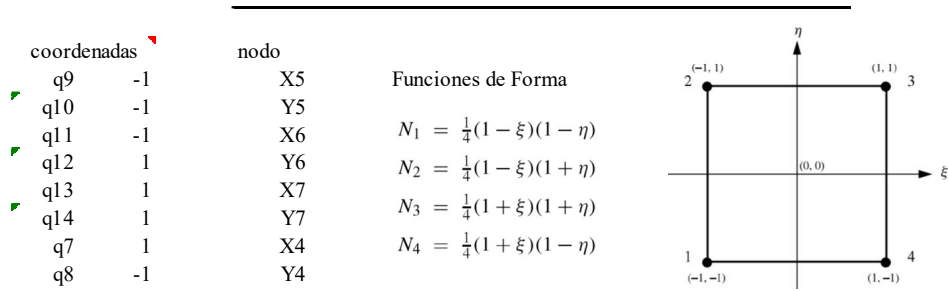 coordenadas nodo
q9 -1 X5
q10 -1 Y5
q11 -1 X6
q12 1 Y6
q13 1 X7
q14 1 Y7
q7 1 X4
q8 -1 Y4
Funciones de Forma
N₁ = ¼(1 − ξ)(1 − η)
N₂ = ¼(1 − ξ)(1 + η)
N₃ = ¼(1 + ξ)(1 + η)
N₄ = ¼(1 + ξ)(1 − η)
η
(−1, 1) (1, 1)
2 3
(0, 0)
ξ
1 4
(−1, −1) (1, −1)